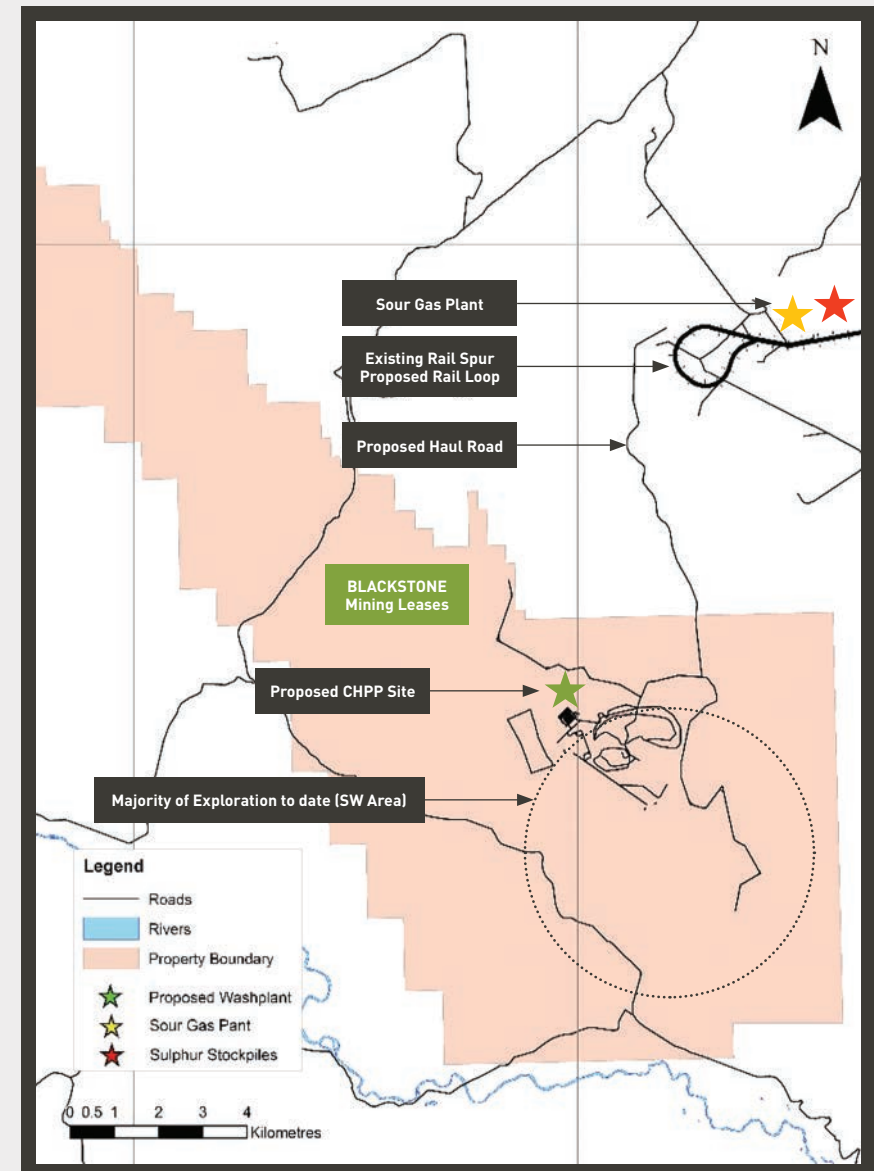 N
Sour Gas Plant
Existing Rail Spur
Proposed Rail Loop
Proposed Haul Road
BLACKSTONE
Mining Leases
Proposed CHPP Site
Majority of Exploration to date (SW Area)
Legend
Roads
Rivers
Property Boundary
Proposed Washplant
Sour Gas Pant
Sulphur Stockpiles
0 0.5 1 2 3 4
Kilometres